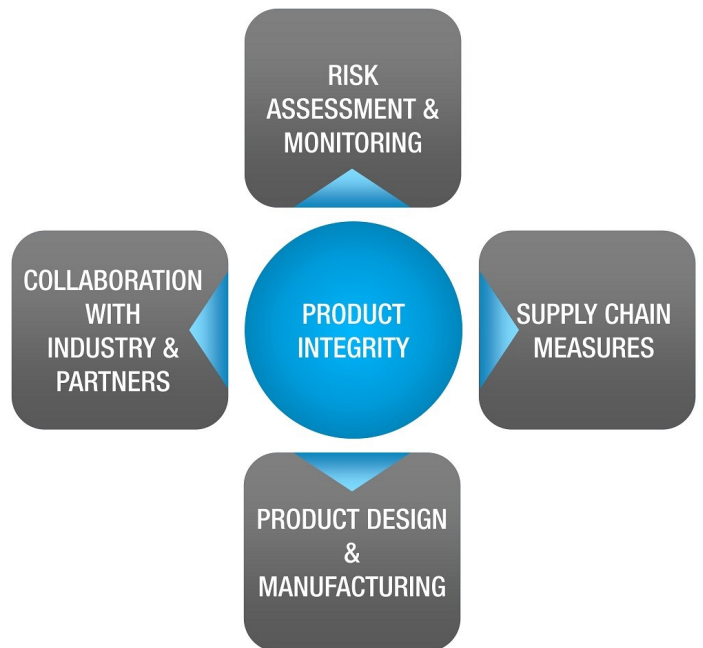 RISK
ASSESSMENT &
MONITORING
COLLABORATION
WITH
INDUSTRY &
PARTNERS
PRODUCT
INTEGRITY
SUPPLY CHAIN
MEASURES
PRODUCT DESIGN
&
MANUFACTURING